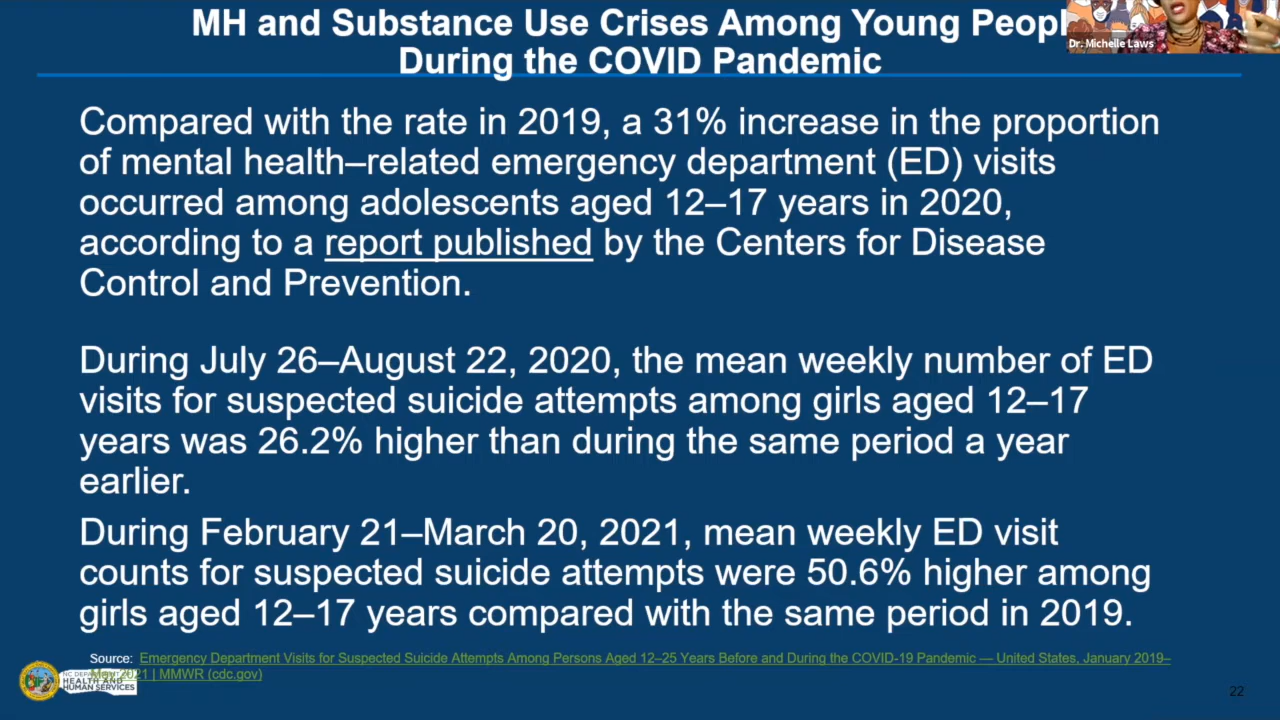 MH and Substance Use Crises Among Young Peopl
Dr. Michelle Laws
During the COVID Pandemic
Compared with the rate in 2019, a 31% increase in the proportion
of mental health–related emergency department (ED) visits
occurred among adolescents aged 12–17 years in 2020,
according to a report published by the Centers for Disease
Control and Prevention.
During July 26–August 22, 2020, the mean weekly number of ED
visits for suspected suicide attempts among girls aged 12–17
years was 26.2% higher than during the same period a year
earlier.
During February 21–March 20, 2021, mean weekly ED visit
counts for suspected suicide attempts were 50.6% higher among
girls aged 12–17 years compared with the same period in 2019.
Source: Emergency Department Visits for Suspected Suicide Attempts Among Persons Aged 12–25 Years Before and During the COVID-19 Pandemic — United States, January 2019–
May 2021 | MMWR (cdc.gov)
NC DEPARTMENT OF
HEALTH AND
HUMAN SERVICES
22